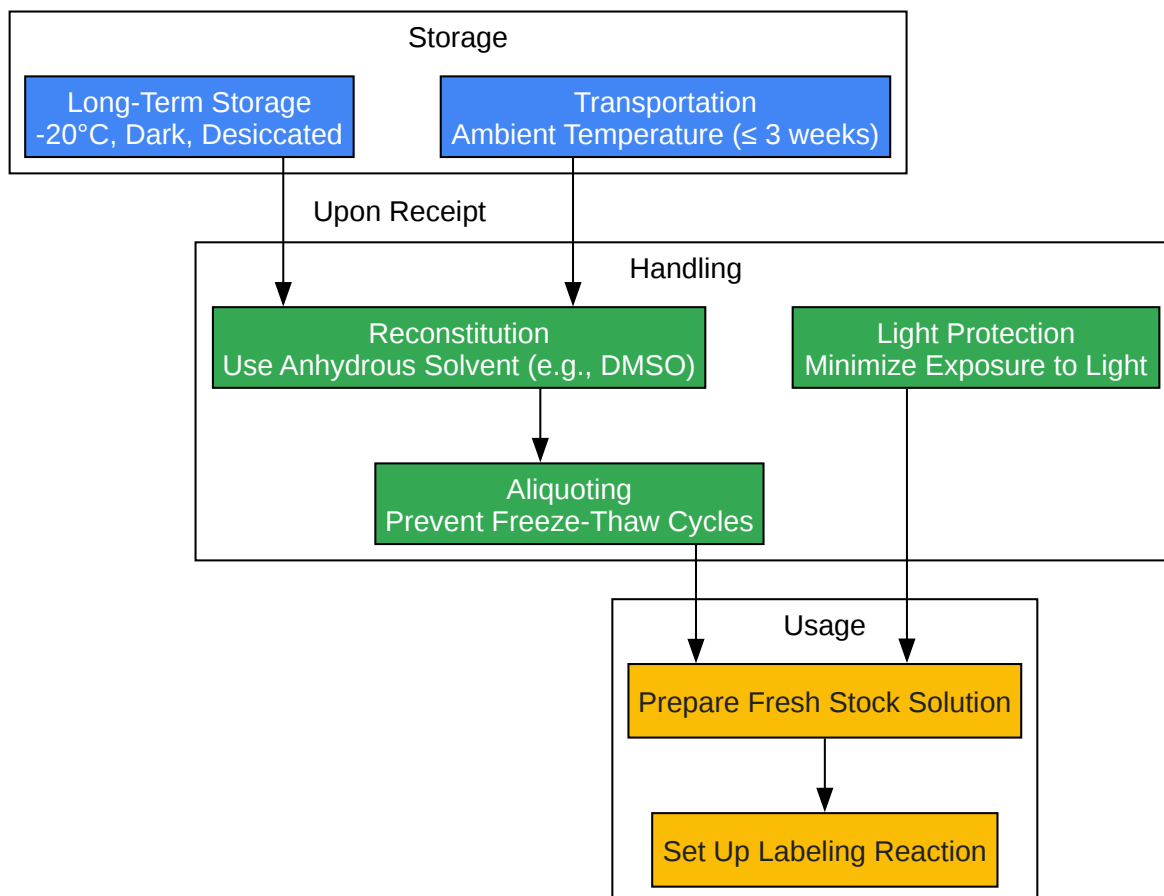 Storage
Long-Term Storage
-20°C, Dark, Desiccated
Transportation
Ambient Temperature (≤ 3 weeks)
Upon Receipt
Handling
Reconstitution
Use Anhydrous Solvent (e.g., DMSO)
Light Protection
Minimize Exposure to Light
Aliquoting
Prevent Freeze-Thaw Cycles
Usage
Prepare Fresh Stock Solution
Set Up Labeling Reaction